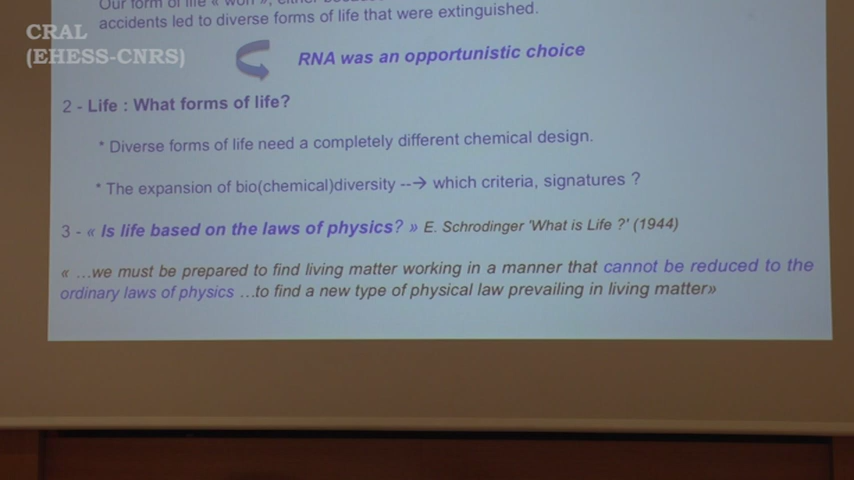 Our form of life « won », either
accidents led to diverse forms of life that were extinguished.
CRAL
(EHESS-CNRS)
RNA was an opportunistic choice
2 - Life : What forms of life?
* Diverse forms of life need a completely different chemical design.
* The expansion of bio(chemical)diversity --→ which criteria, signatures ?
3 - « Is life based on the laws of physics? » E. Schrodinger 'What is Life ?' (1944)
« ...we must be prepared to find living matter working in a manner that cannot be reduced to the
ordinary laws of physics ...to find a new type of physical law prevailing in living matter»